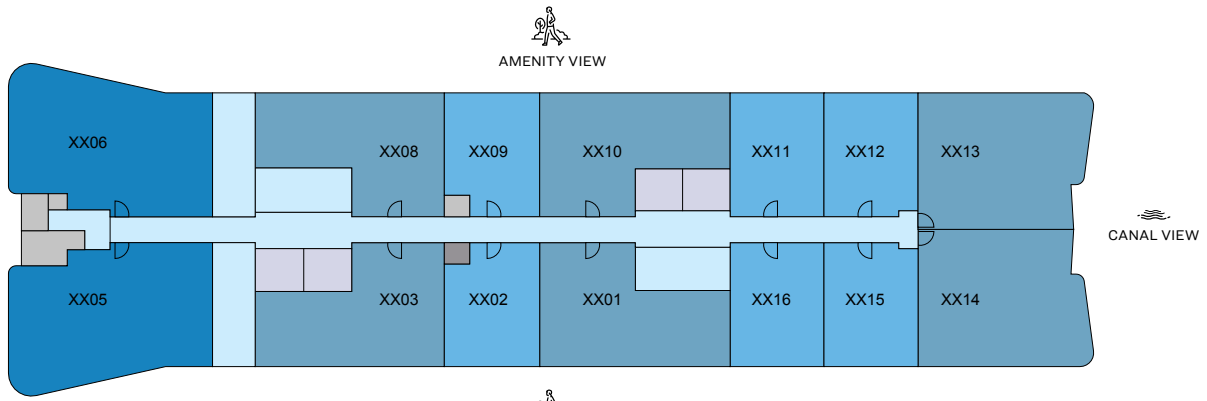 AMENITY VIEW
XX06
XX08
XX09
XX10
XX11
XX12
XX13
CANAL VIEW
XX05
XX03
XX02
XX01
XX16
XX15
XX14